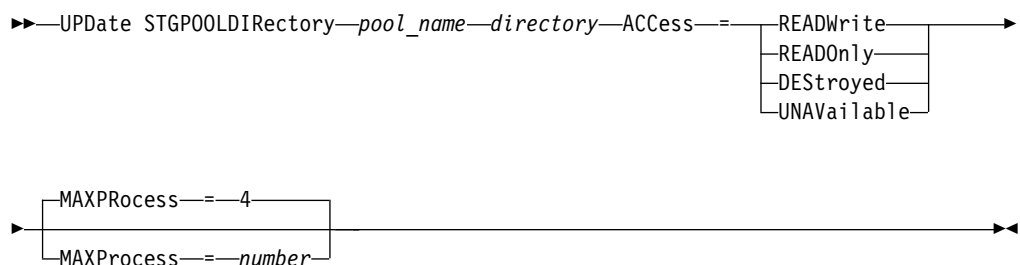 UPDate STGPOOLDIRectory pool_name directory ACCess = READWrite
READOnly
DEStroyed
UNAVailable
MAXPRocess = 4
MAXProcess = number